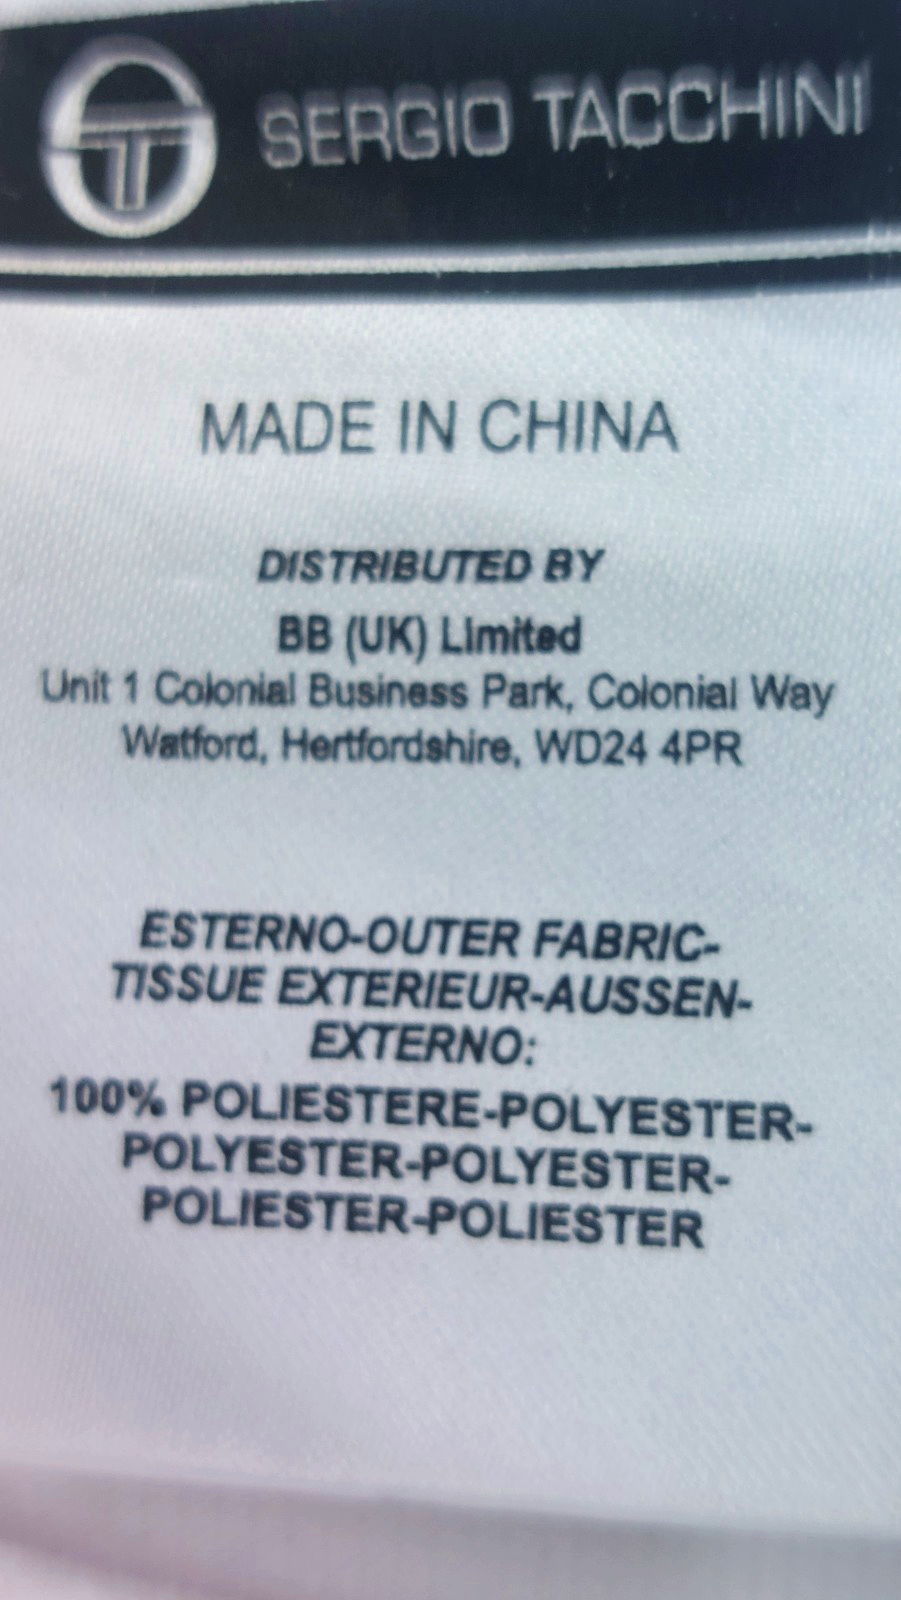 SERGIO TACCHINI
MADE IN CHINA
DISTRIBUTED BY
BB (UK) Limited
Unit 1 Colonial Business Park, Colonial Way
Watford, Hertfordshire, WD24 4PR
ESTERNO-OUTER FABRIC-
TISSUE EXTERIEUR-AUSSEN-
EXTERNO:
100% POLIESTERE-POLYESTER-
POLYESTER-POLYESTER-
POLIESTER-POLIESTER